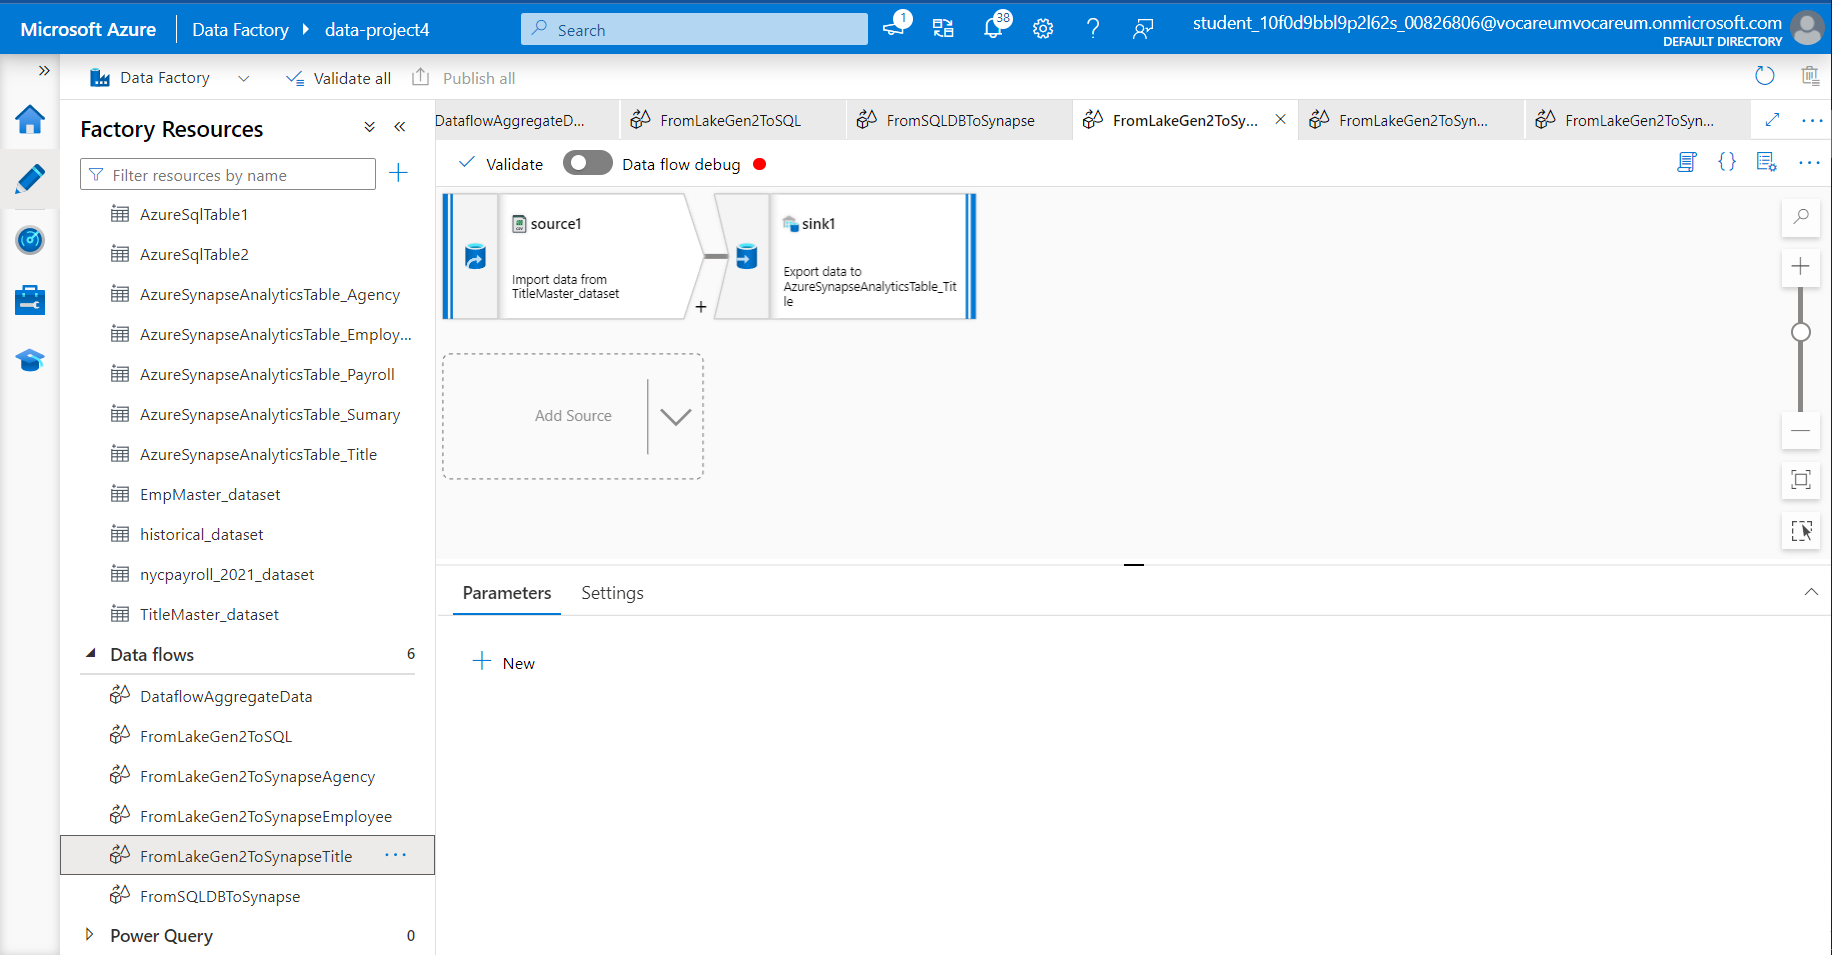 Microsoft Azure
Data Factory
data-project4
Search
1
38
student_10f0d9bbl9p2l62s_00826806@vocareumvocareum.onmicrosoft.com
DEFAULT DIRECTORY
Data Factory
Validate all
Publish all
Factory Resources
Filter resources by name
AzureSqlTable1
AzureSqlTable2
AzureSynapseAnalyticsTable_Agency
AzureSynapseAnalyticsTable_Employ...
AzureSynapseAnalyticsTable_Payroll
AzureSynapseAnalyticsTable_Sumary
AzureSynapseAnalyticsTable_Title
EmpMaster_dataset
historical_dataset
nycpayroll_2021_dataset
TitleMaster_dataset
Data flows
6
DataflowAggregateData
FromLakeGen2ToSQL
FromLakeGen2ToSynapseAgency
FromLakeGen2ToSynapseEmployee
FromLakeGen2ToSynapseTitle
FromSQLDBToSynapse
Power Query
0
DataflowAggregateD...
FromLakeGen2ToSQL
FromSQLDBToSynapse
FromLakeGen2ToSy...
FromLakeGen2ToSyn...
FromLakeGen2ToSyn...
Validate
Data flow debug
source1
Import data from
TitleMaster_dataset
sink1
Export data to
AzureSynapseAnalyticsTable_Tit
le
Add Source
Parameters
Settings
New